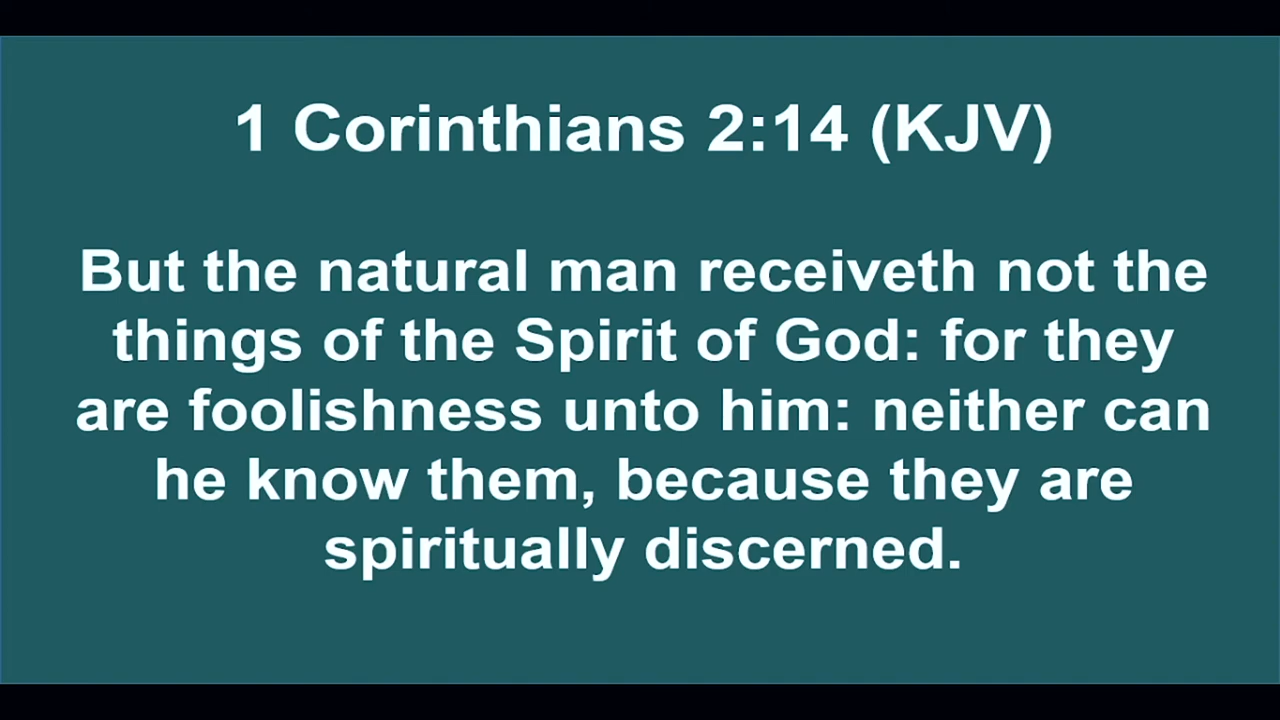 1 Corinthians 2:14 (KJV)
But the natural man receiveth not the
things of the Spirit of God: for they
are foolishness unto him: neither can
he know them, because they are
spiritually discerned.